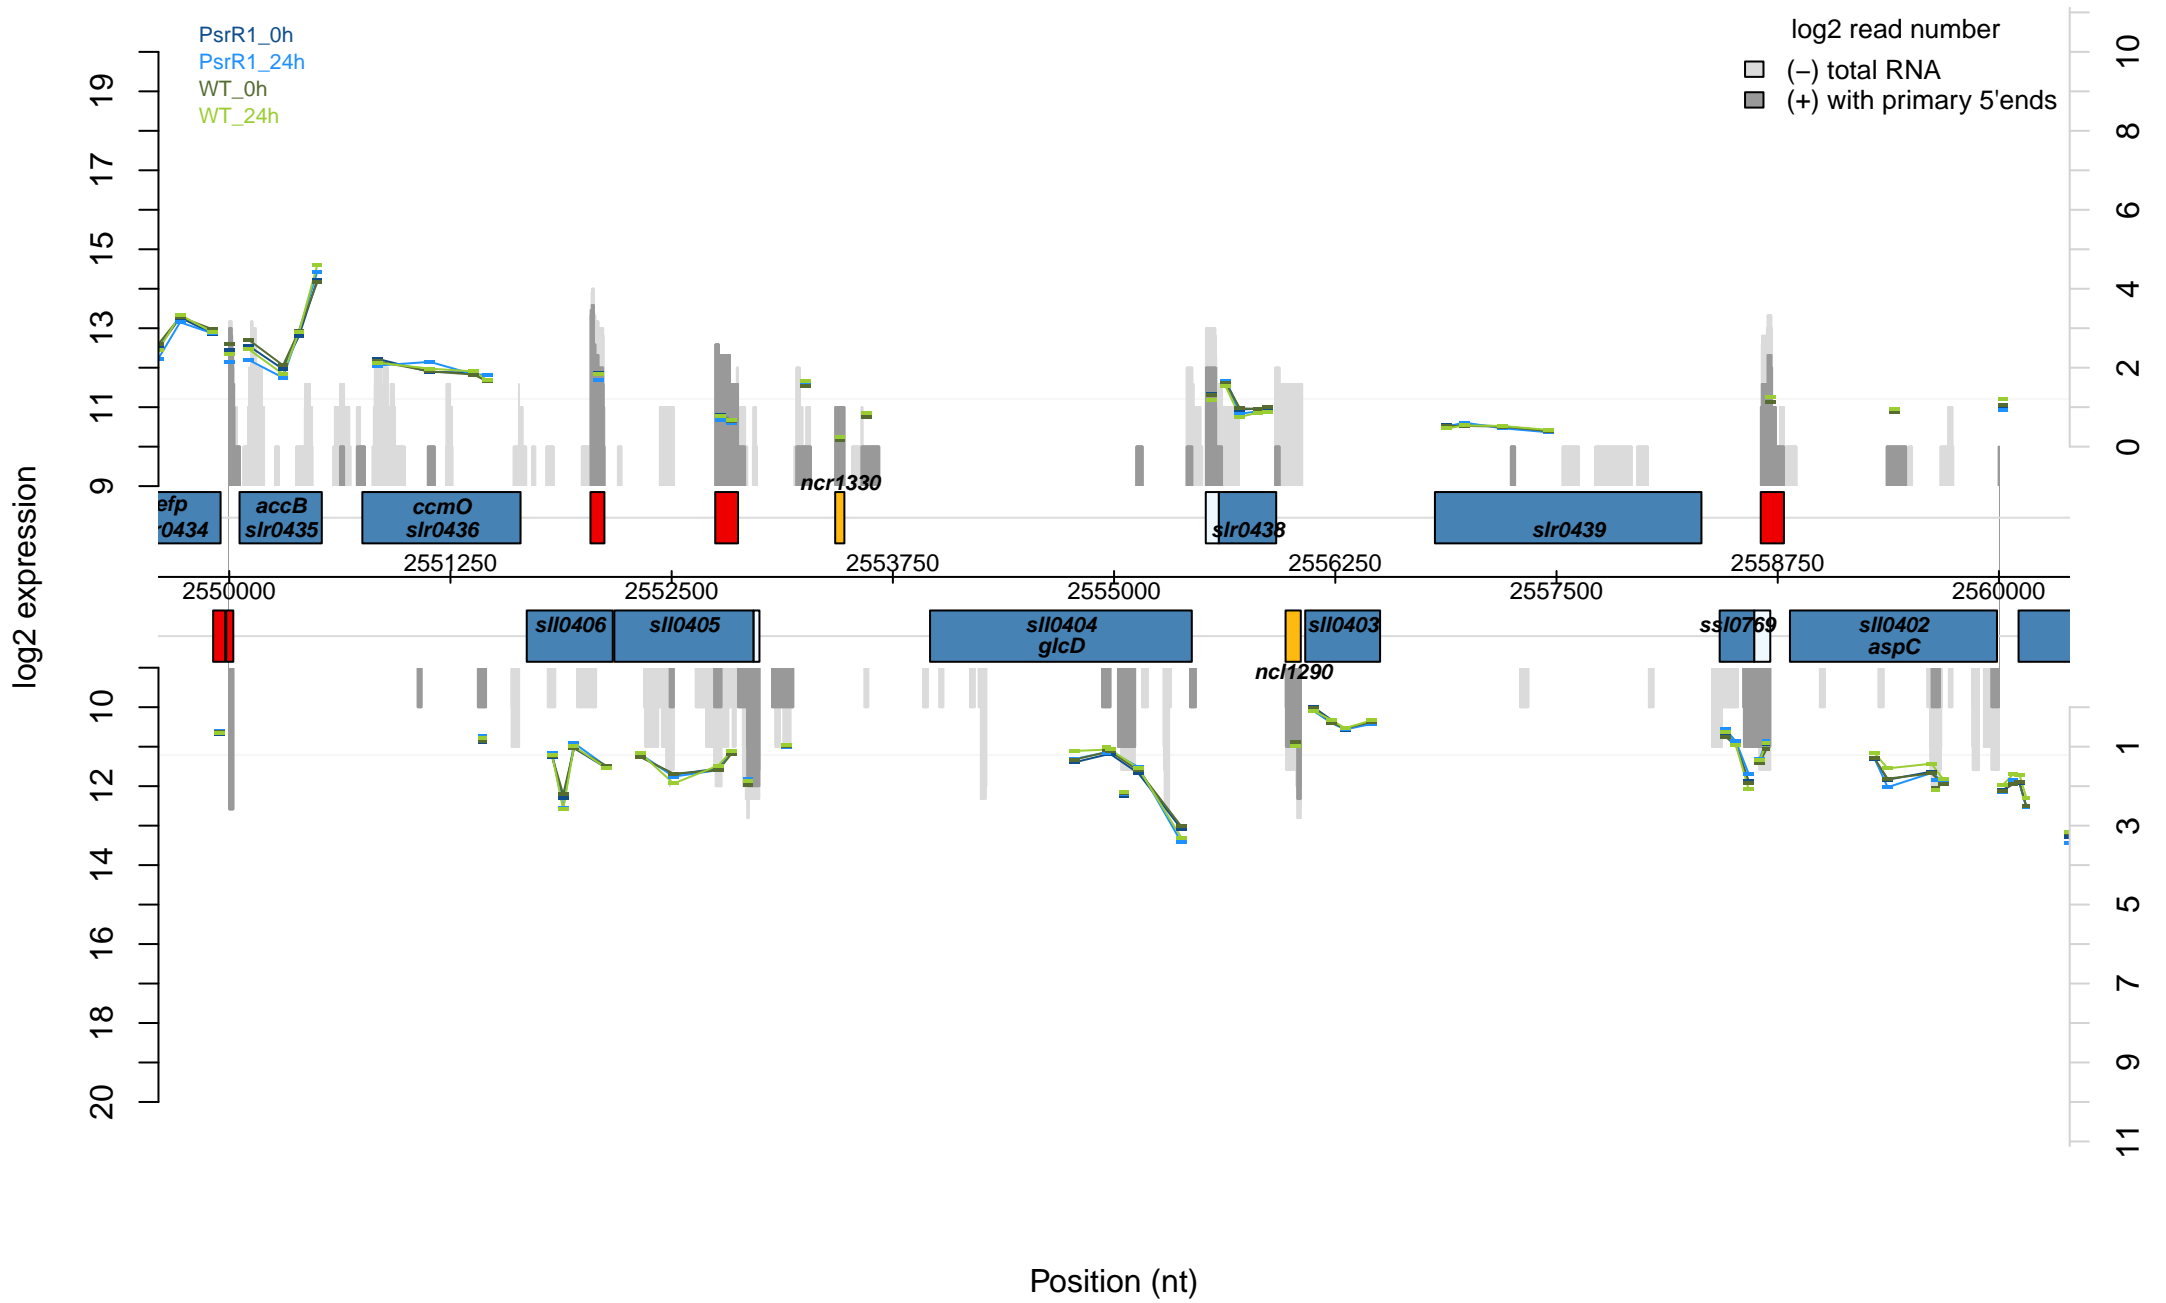 PsrR1_0h
PsrR1_24h
WT_0h
WT_24h
log2 read number
(−) total RNA
(+) with primary 5'ends
19
17
15
13
11
9
10
8
6
4
2
0
log2 expression
ncr1330
efp
r0434
accB
slr0435
ccmO
slr0436
slr0438
slr0439
2551250
2553750
2556250
2558750
2550000
2552500
2555000
2557500
2560000
sll0406
sll0405
sll0404
glcD
sll0403
ssl0769
sll0402
aspC
ncl1290
10
12
14
16
18
20
1
3
5
7
9
11
Position (nt)